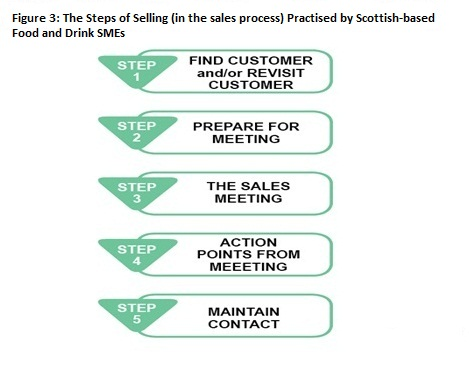 Figure 3: The Steps of Selling (in the sales process) Practised by Scottish-based
Food and Drink SMEs
STEP
1
FIND CUSTOMER
and/or REVISIT
CUSTOMER
STEP
2
PREPARE FOR
MEETING
STEP
3
THE SALES
MEETING
STEP
4
ACTION
POINTS FROM
MEEETING
STEP
5
MAINTAIN
CONTACT